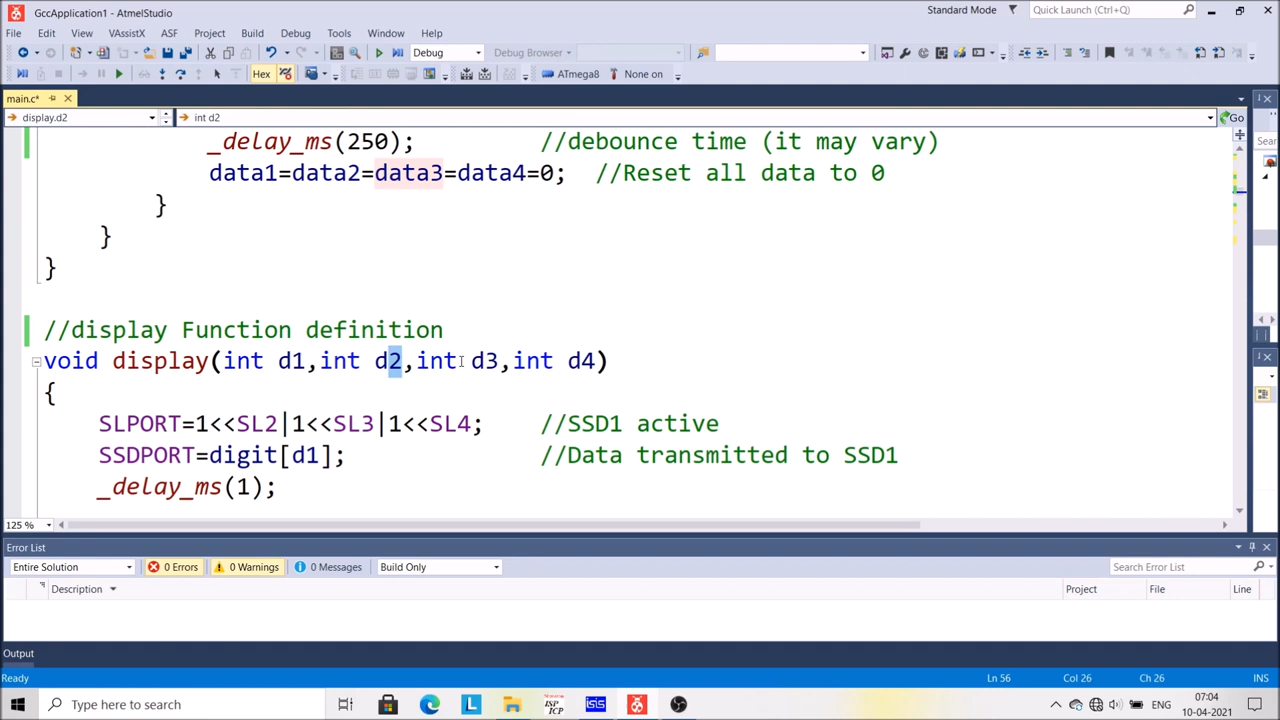 GccApplication1 - AtmelStudio
Standard Mode
Quick Launch (Ctrl+Q)
File Edit View VAssistX ASF Project Build Debug Tools Window Help
Debug
Debug Browser
Hex
ATmega8
None on
main.c*
display.d2
int d2
Go
_delay_ms(250); //debounce time (it may vary)
data1=data2=data3=data4=0; //Reset all data to 0
}
}
}
//display Function definition
void display(int d1,int d2,int d3,int d4)
{
SLPORT=1<<SL2|1<<SL3|1<<SL4; //SSD1 active
SSDPORT=digit[d1]; //Data transmitted to SSD1
_delay_ms(1);
125 %
Error List
Entire Solution
0 Errors
0 Warnings
0 Messages
Build Only
Search Error List
Description
Project
File
Line
Output
Ready
Ln 56
Col 26
Ch 26
INS
Type here to search
ISP
ICP
isis
ENG
07:04
10-04-2021